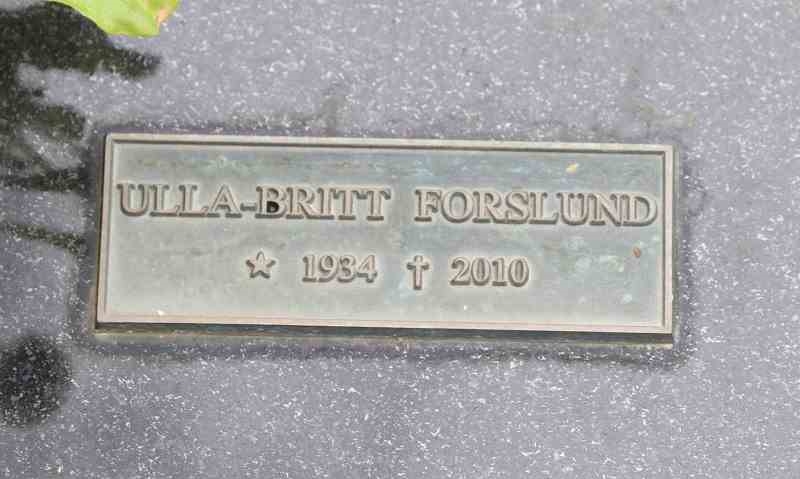 ULLA-BRITT FORSLUND
☆ 1934 ✝ 2010